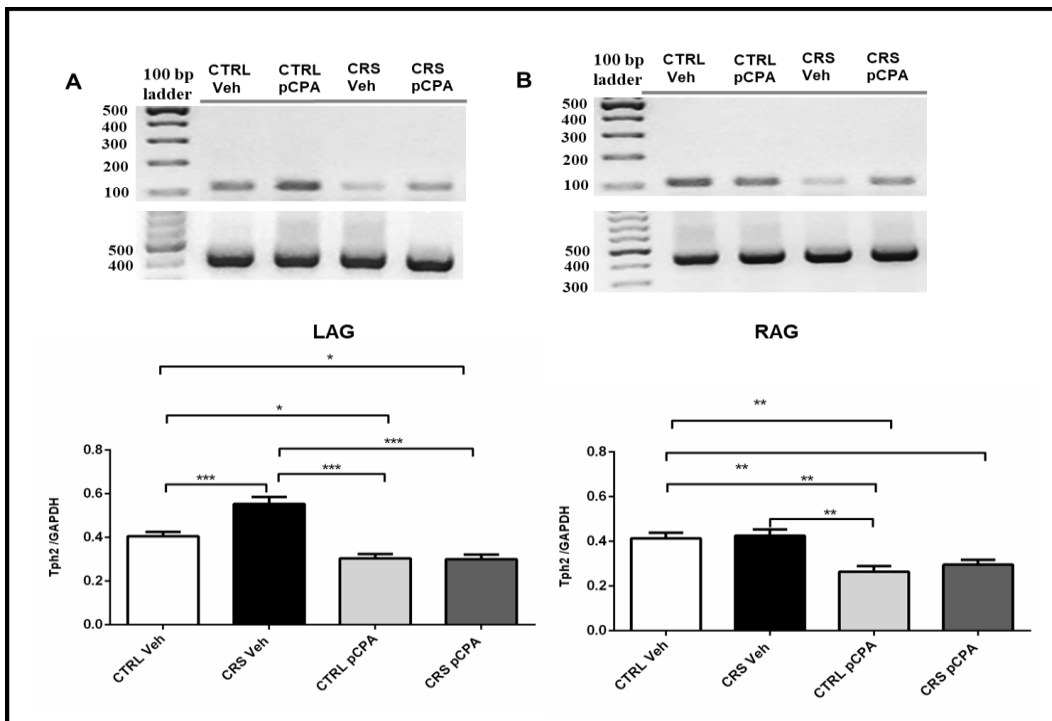 A
100 bp
ladder
CTRL
Veh
CTRL
pCPA
CRS
Veh
CRS
pCPA
500
400
300
200
100
500
400
B
100 bp
ladder
CTRL
Veh
CTRL
pCPA
CRS
Veh
CRS
pCPA
500
400
300
200
100
500
400
300
LAG
*
*
***
***
***
0.8
0.6
0.4
0.2
0.0
Tph2 /GAPDH
CTRL Veh
CRS Veh
CTRL pCPA
CRS pCPA
RAG
**
**
**
**
0.8
0.6
0.4
0.2
0.0
Tph2 /GAPDH
CTRL Veh
CRS Veh
CTRL pCPA
CRS pCPA